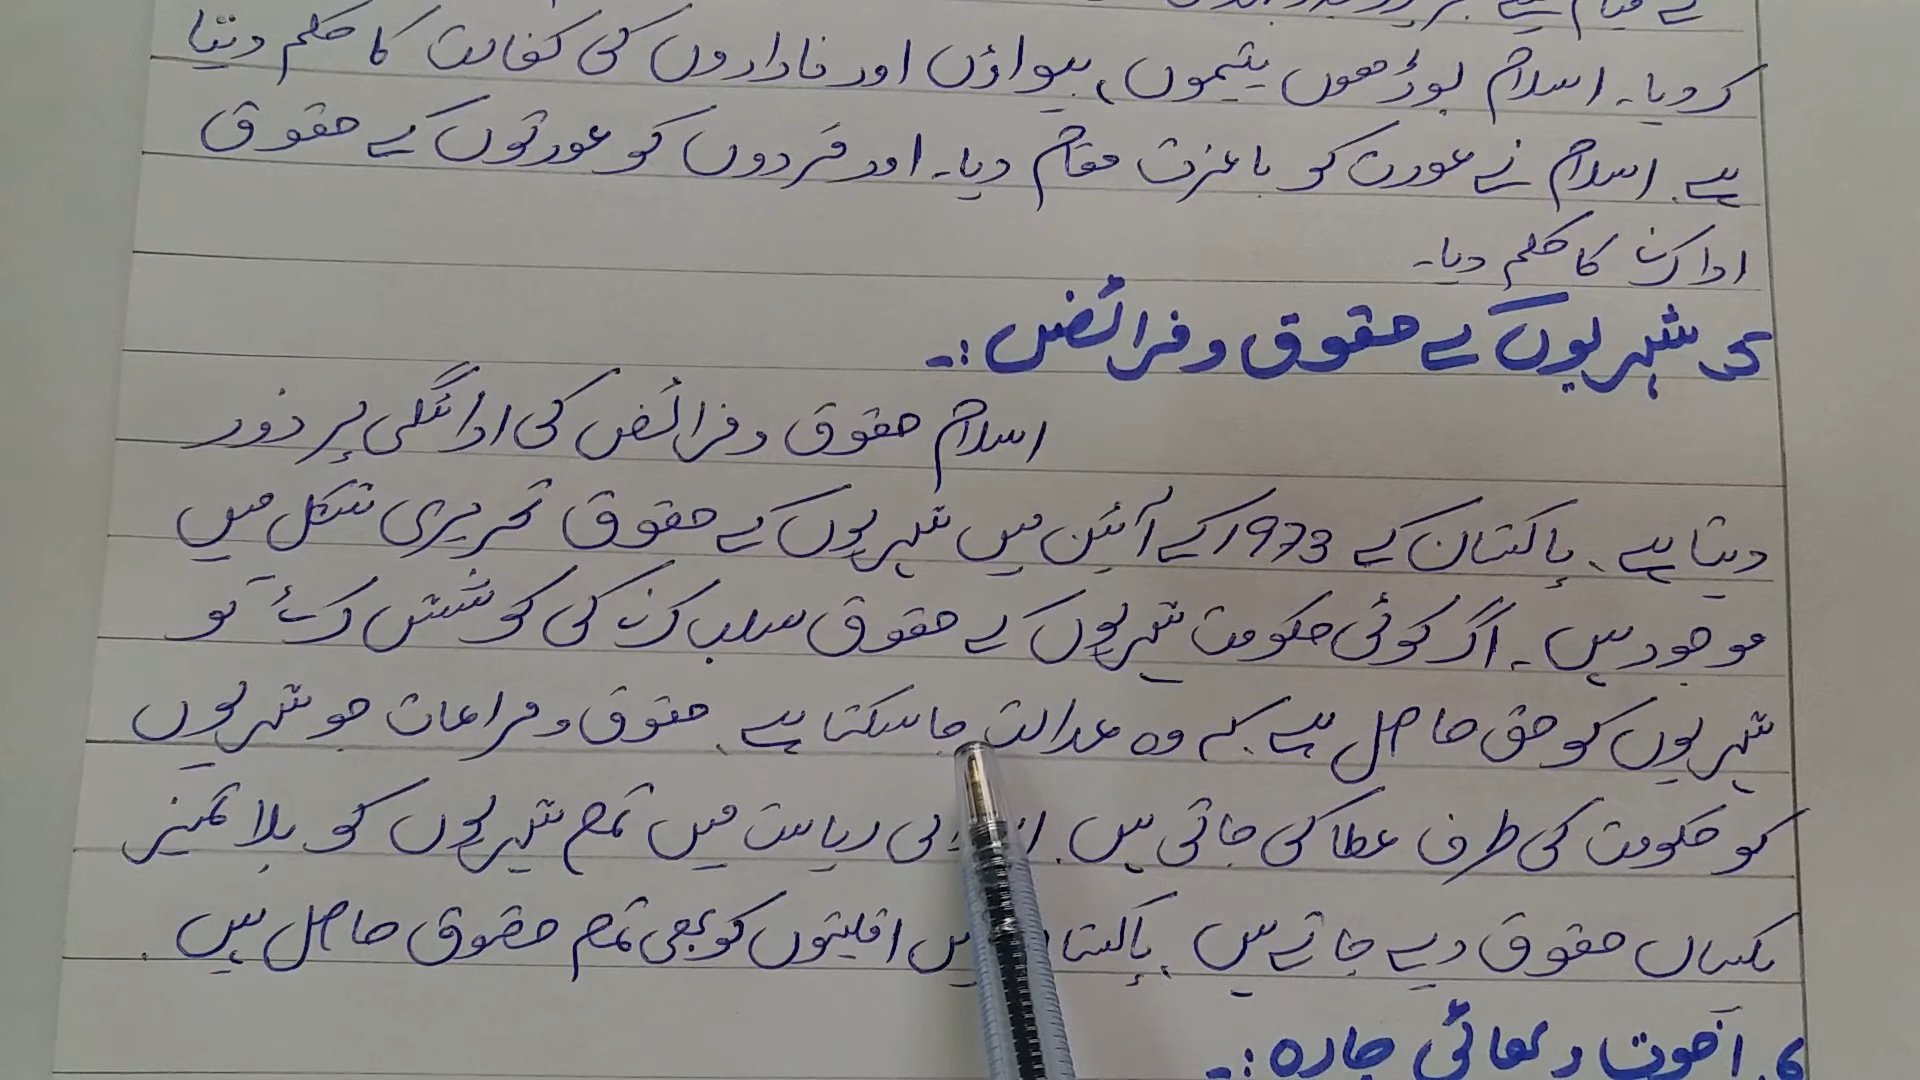 کر دیا۔ اسلام بوڑھوں یتیموں، بیواؤں اور ناداروں کی کفالت کا حکم دیتا
ہے۔ اسلام نے عورت کو باعزت مقام دیا۔ اور مردوں کو عورتوں کے حقوق
ادا کرنے کا حکم دیا۔
5۔ شہریوں کے حقوق و فرائض :۔
اسلام حقوق و فرائض کی ادائگی پر زور
دیتا ہے۔ پاکستان کے 1973 کے آئین میں شہریوں کے حقوق تحریری شکل میں
موجود ہیں۔ اگر کوئی حکومت شہریوں کے حقوق سلب کرنے کی کوشش کرئے تو
شہریوں کو حق حاصل ہے کہ وہ عدالت جا سکتا ہے۔ حقوق و مراعات جو شہریوں
کو حکومت کی طرف عطا کی جاتی ہیں۔ ریاست میں تمام شہریوں کو بلا تمیز
یکساں حقوق دیے جاتے ہیں۔ اقلیتوں کو بھی تمام حقوق حاصل ہیں۔
6. اخوت و بھائی چارہ :۔